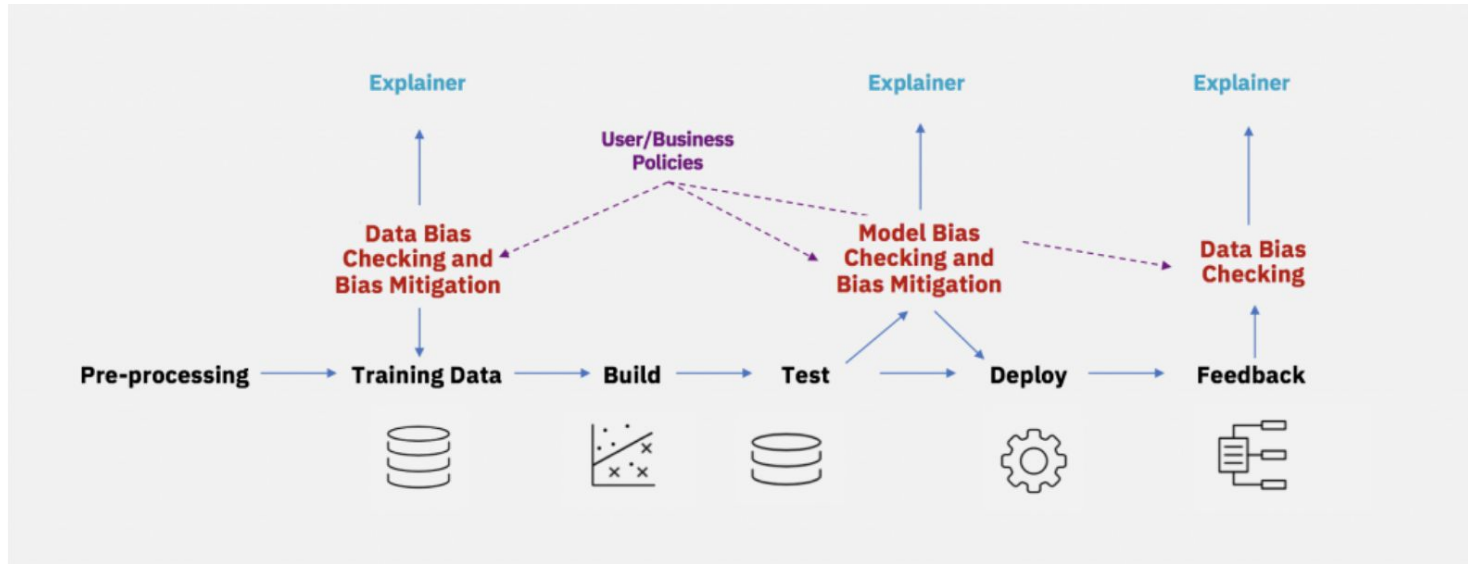 Explainer
Explainer
Explainer
User/Business
Policies
Data Bias
Checking and
Bias Mitigation
Model Bias
Checking and
Bias Mitigation
Data Bias
Checking
Pre-processing
Training Data
Build
Test
Deploy
Feedback